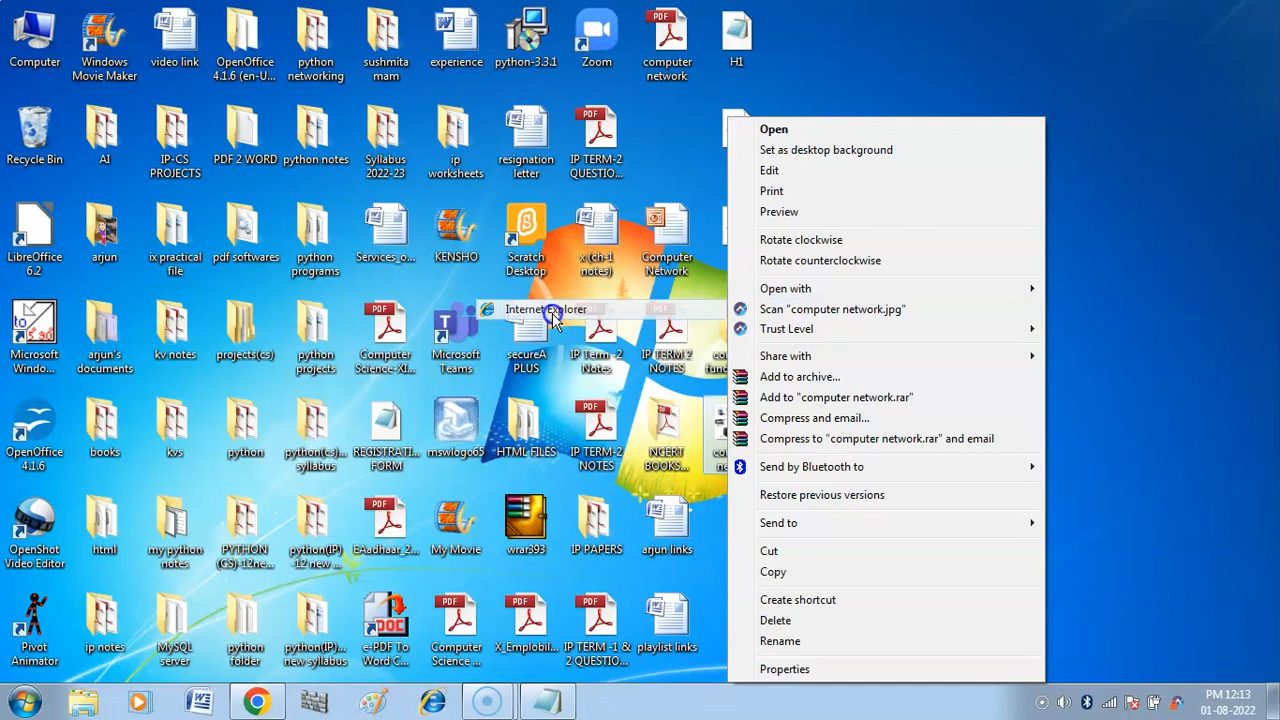 Computer
Windows
Movie Maker
video link
OpenOffice
4.1.6 (en-U...
python
networking
sushmita
mam
experience
python-3.3.1
Zoom
computer
network
H1
Recycle Bin
AI
IP-CS
PROJECTS
PDF 2 WORD
python notes
Syllabus
2022-23
ip
worksheets
resignation
letter
IP TERM-2
QUESTIO...
LibreOffice
6.2
arjun
ix practical
file
pdf softwares
python
programs
Services_o...
KENSHO
Scratch
Desktop
x (ch-1
notes)
Computer
Network
Microsoft
Windo...
arjun's
documents
kv notes
projects(cs)
python
projects
Computer
Science-XI...
Microsoft
Teams
secureA
PLUS
IP Term -2
Notes
IP TERM 2
NOTES
OpenOffice
4.1.6
books
kvs
python
python(cs)...
syllabus
REGISTRATI...
FORM
mswlogo65
HTML FILES
IP TERM-2
NOTES
NCERT
BOOKS...
OpenShot
Video Editor
html
my python
notes
PYTHON
(CS)-12ne...
python(IP)
-12 new ...
EAadhaar_2...
My Movie
wrar393
IP PAPERS
arjun links
Pivot
Animator
ip notes
MySQL
server
python
folder
python(IP)...
new syllabus
e-PDF To
Word C...
Computer
Science ...
X_Emplobil...
IP TERM -1 &
2 QUESTIO...
playlist links
Internet Explorer
Open
Set as desktop background
Edit
Print
Preview
Rotate clockwise
Rotate counterclockwise
Open with
Scan "computer network.jpg"
Trust Level
Share with
Add to archive...
Add to "computer network.rar"
Compress and email...
Compress to "computer network.rar" and email
Send by Bluetooth to
Restore previous versions
Send to
Cut
Copy
Create shortcut
Delete
Rename
Properties
PM 12:13
01-08-2022